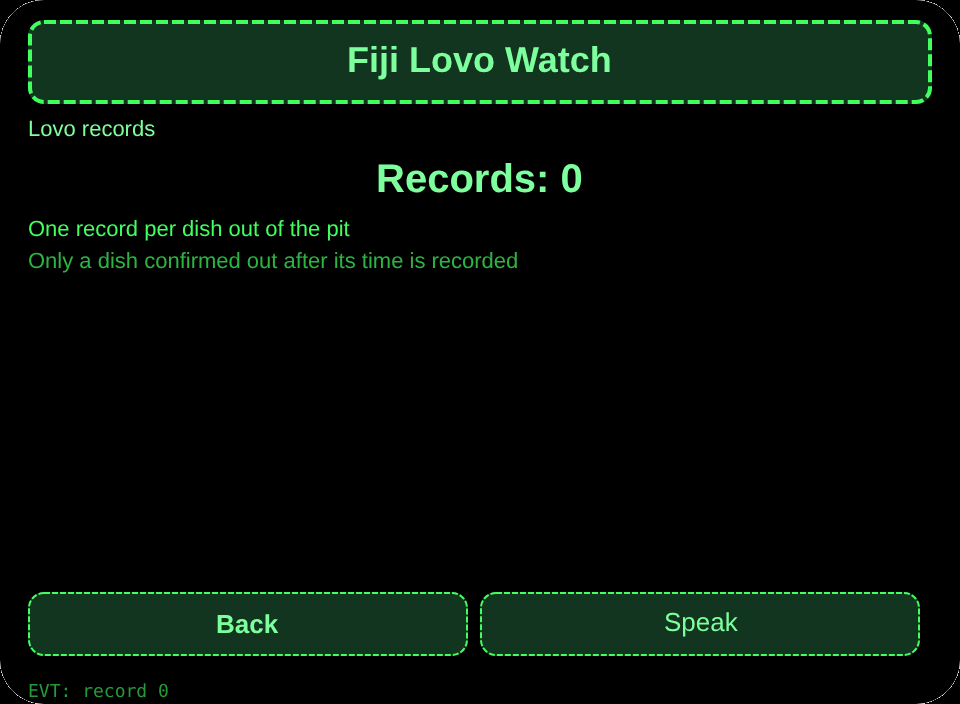 Fiji Lovo Watch
Lovo records
Records: 0
One record per dish out of the pit
Only a dish confirmed out after its time is recorded
Back
Speak
EVT: record 0